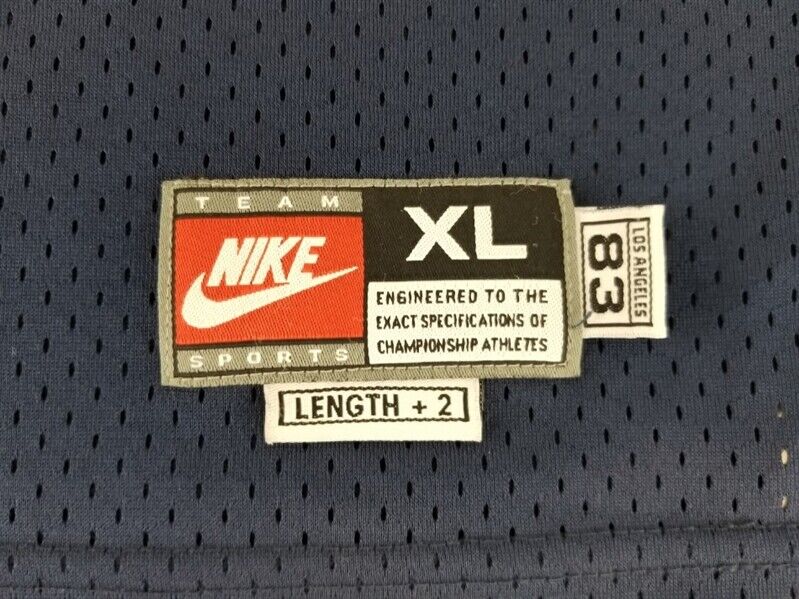 TEAM
NIKE
SPORTS
XL
ENGINEERED TO THE
EXACT SPECIFICATIONS OF
CHAMPIONSHIP ATHLETES
LENGTH + 2
83
LOS ANGELES